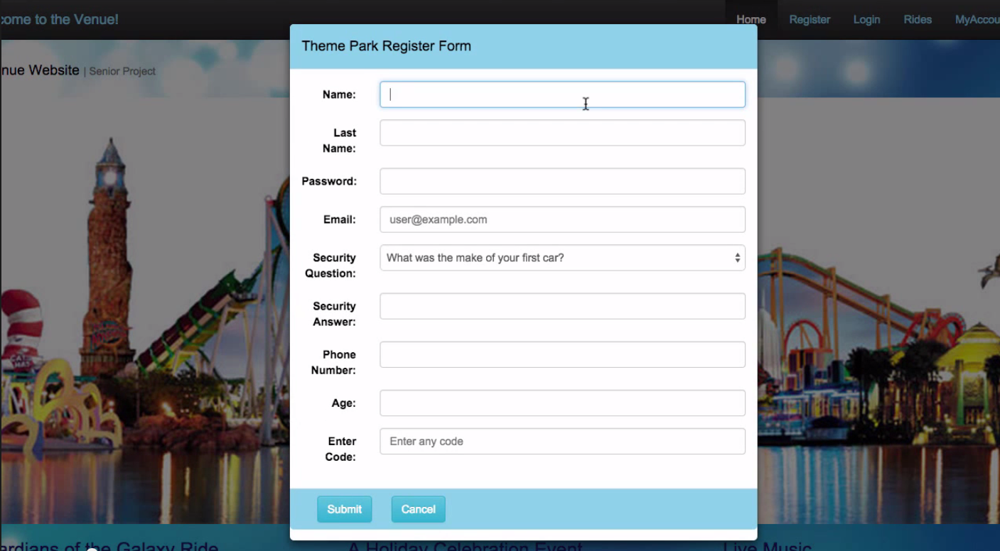 come to the Venue!
Home Register Login Rides MyAccou
nue Website | Senior Project
Theme Park Register Form
Name:
Last
Name:
Password:
Email: user@example.com
Security
Question: What was the make of your first car?
Security
Answer:
Phone
Number:
Age:
Enter
Code: Enter any code
Submit Cancel
CAT
HAT
ardians of the Galaxy Ride
A Holiday Celebration Event
Live Music